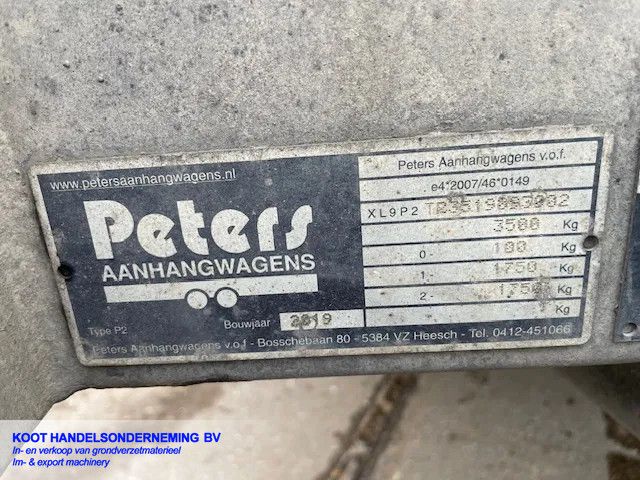 www.petersaanhangwagens.nl
Peters
AANHANGWAGENS
Type P2
Bouwjaar 2019
Peters Aanhangwagens v.o.f.
e4*2007/46*0149
XL9P2
3500 Kg
0- 100 Kg
1- 1750 Kg
2- 1750 Kg
Kg
Peters Aanhangwagens v.o.f - Bosschebaan 80 - 5384 VZ Heesch - Tel. 0412-451066
KOOT HANDELSONDERNEMING BV
In- en verkoop van grondverzetmaterieel
Im- & export machinery